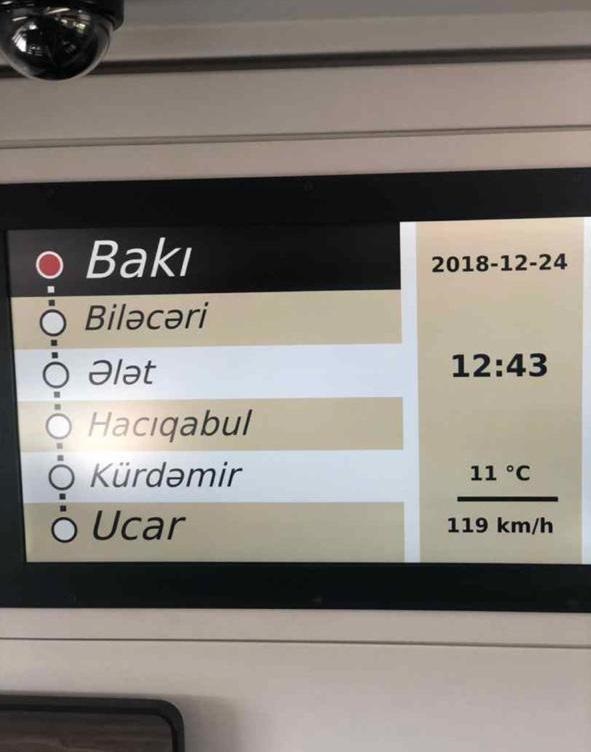 Bakı
Biləcəri
Ələt
Hacıqabul
Kürdəmir
Ucar
2018-12-24
12:43
11 °C
119 km/h